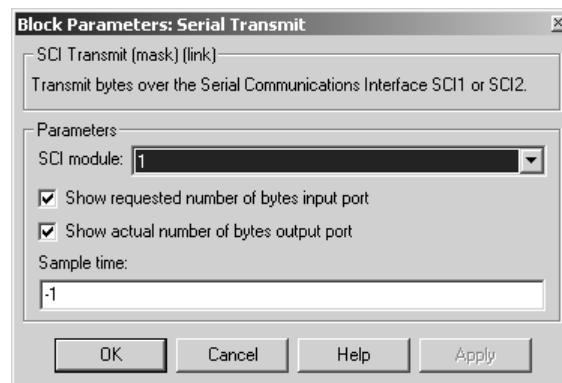 Block Parameters: Serial Transmit
SCI Transmit (mask) (link)
Transmit bytes over the Serial Communications Interface SCI1 or SCI2.
Parameters
SCI module: 1
Show requested number of bytes input port
Show actual number of bytes output port
Sample time:
-1
OK Cancel Help Apply